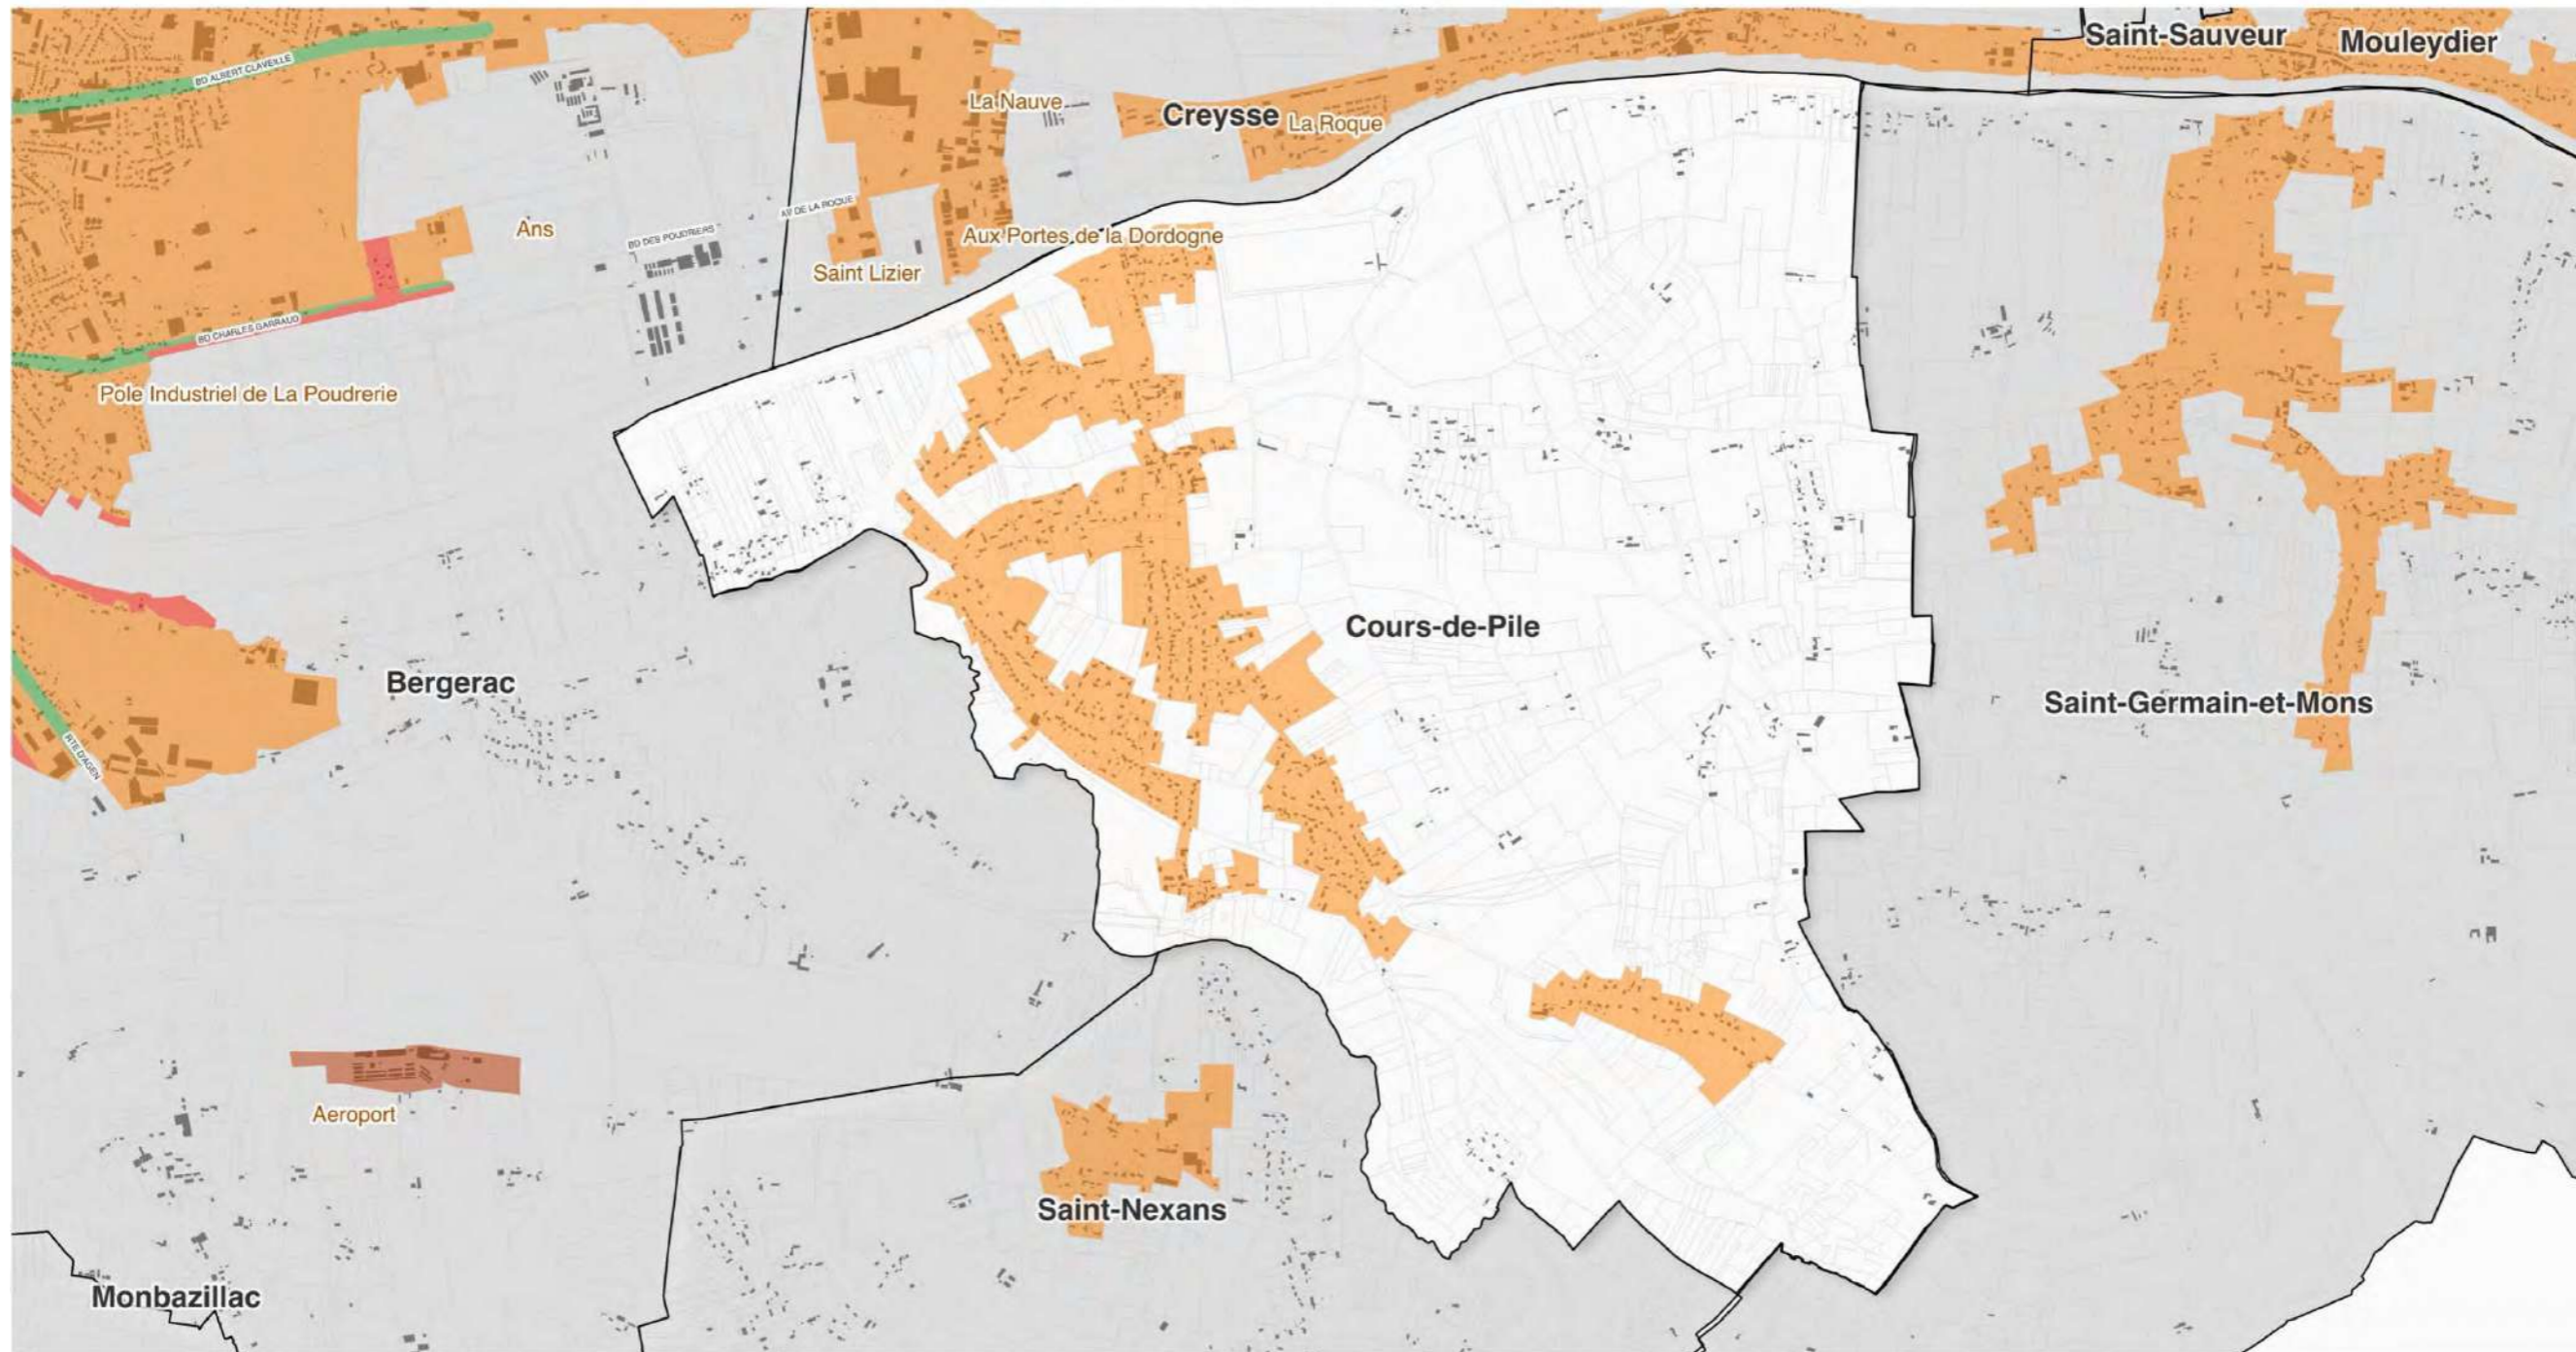 Saint-Sauveur
Mouleydier
BD ALBERT CLAVEILLE
La Nauve
Creysse
La Roque
AV DE LA ROQUE
Ans
BD DES POUDRIERS
Aux Portes de la Dordogne
Saint Lizier
BD CHARLES GARRAUD
Pole Industriel de La Poudrerie
Cours-de-Pile
Bergerac
Saint-Germain-et-Mons
RTE D'AGEN
Aeroport
Saint-Nexans
Monbazillac